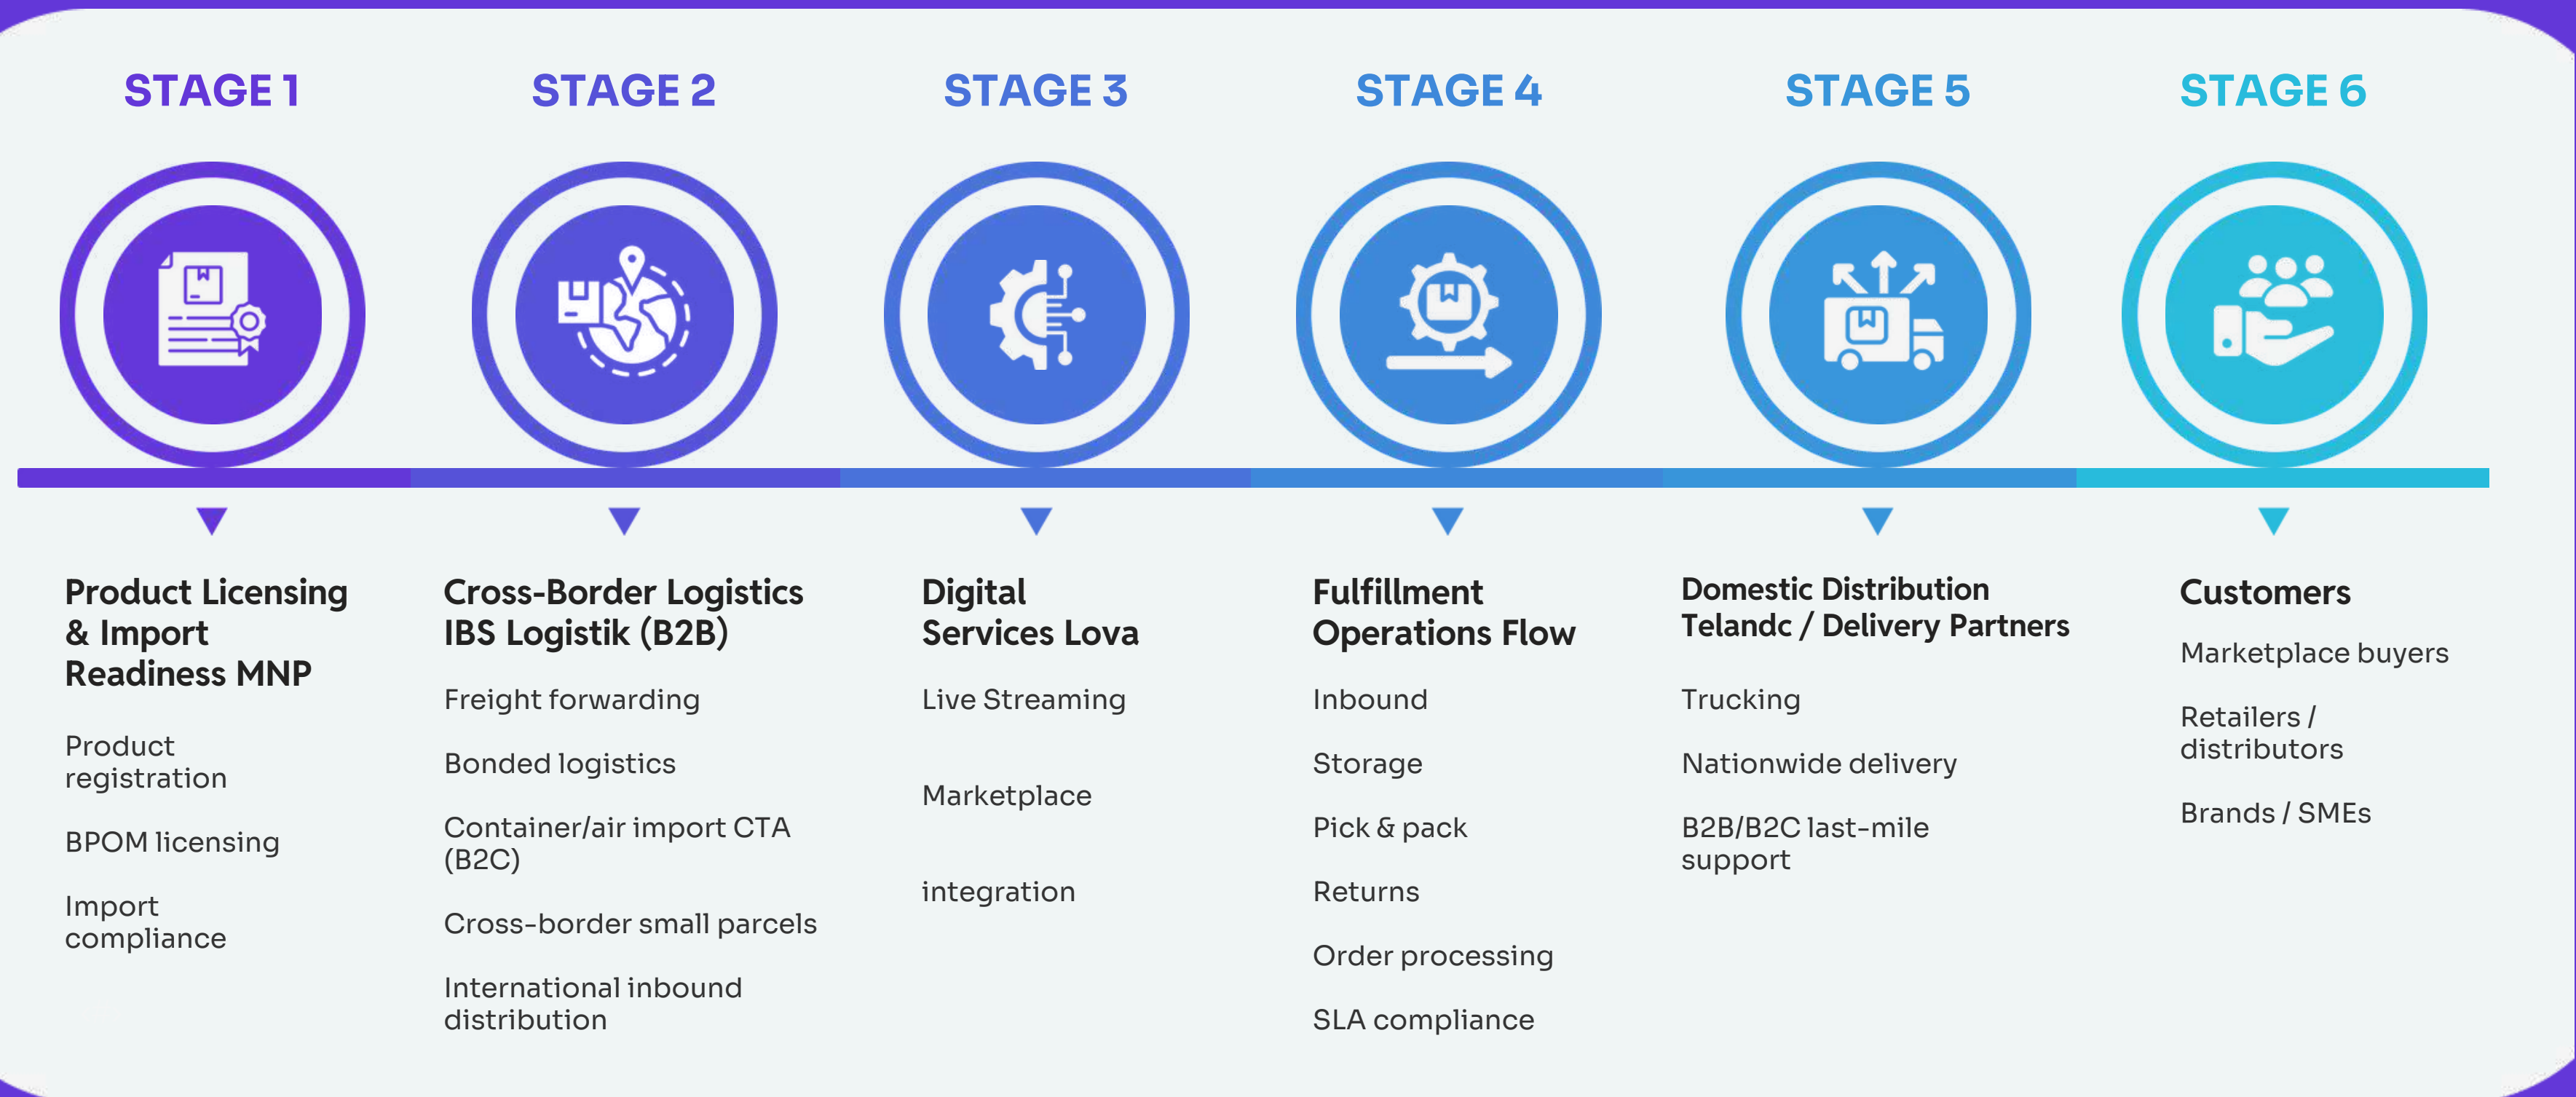 STAGE 1
STAGE 2
STAGE 3
STAGE 4
STAGE 5
STAGE 6
Product Licensing
& Import
Readiness MNP
Product
registration
BPOM licensing
Import
compliance
Cross-Border Logistics
IBS Logistik (B2B)
Freight forwarding
Bonded logistics
Container/air import CTA
(B2C)
Cross-border small parcels
International inbound
distribution
Digital
Services Lova
Live Streaming
Marketplace
integration
Fulfillment
Operations Flow
Inbound
Storage
Pick & pack
Returns
Order processing
SLA compliance
Domestic Distribution
Telandc / Delivery Partners
Trucking
Nationwide delivery
B2B/B2C last-mile
support
Customers
Marketplace buyers
Retailers /
distributors
Brands / SMEs